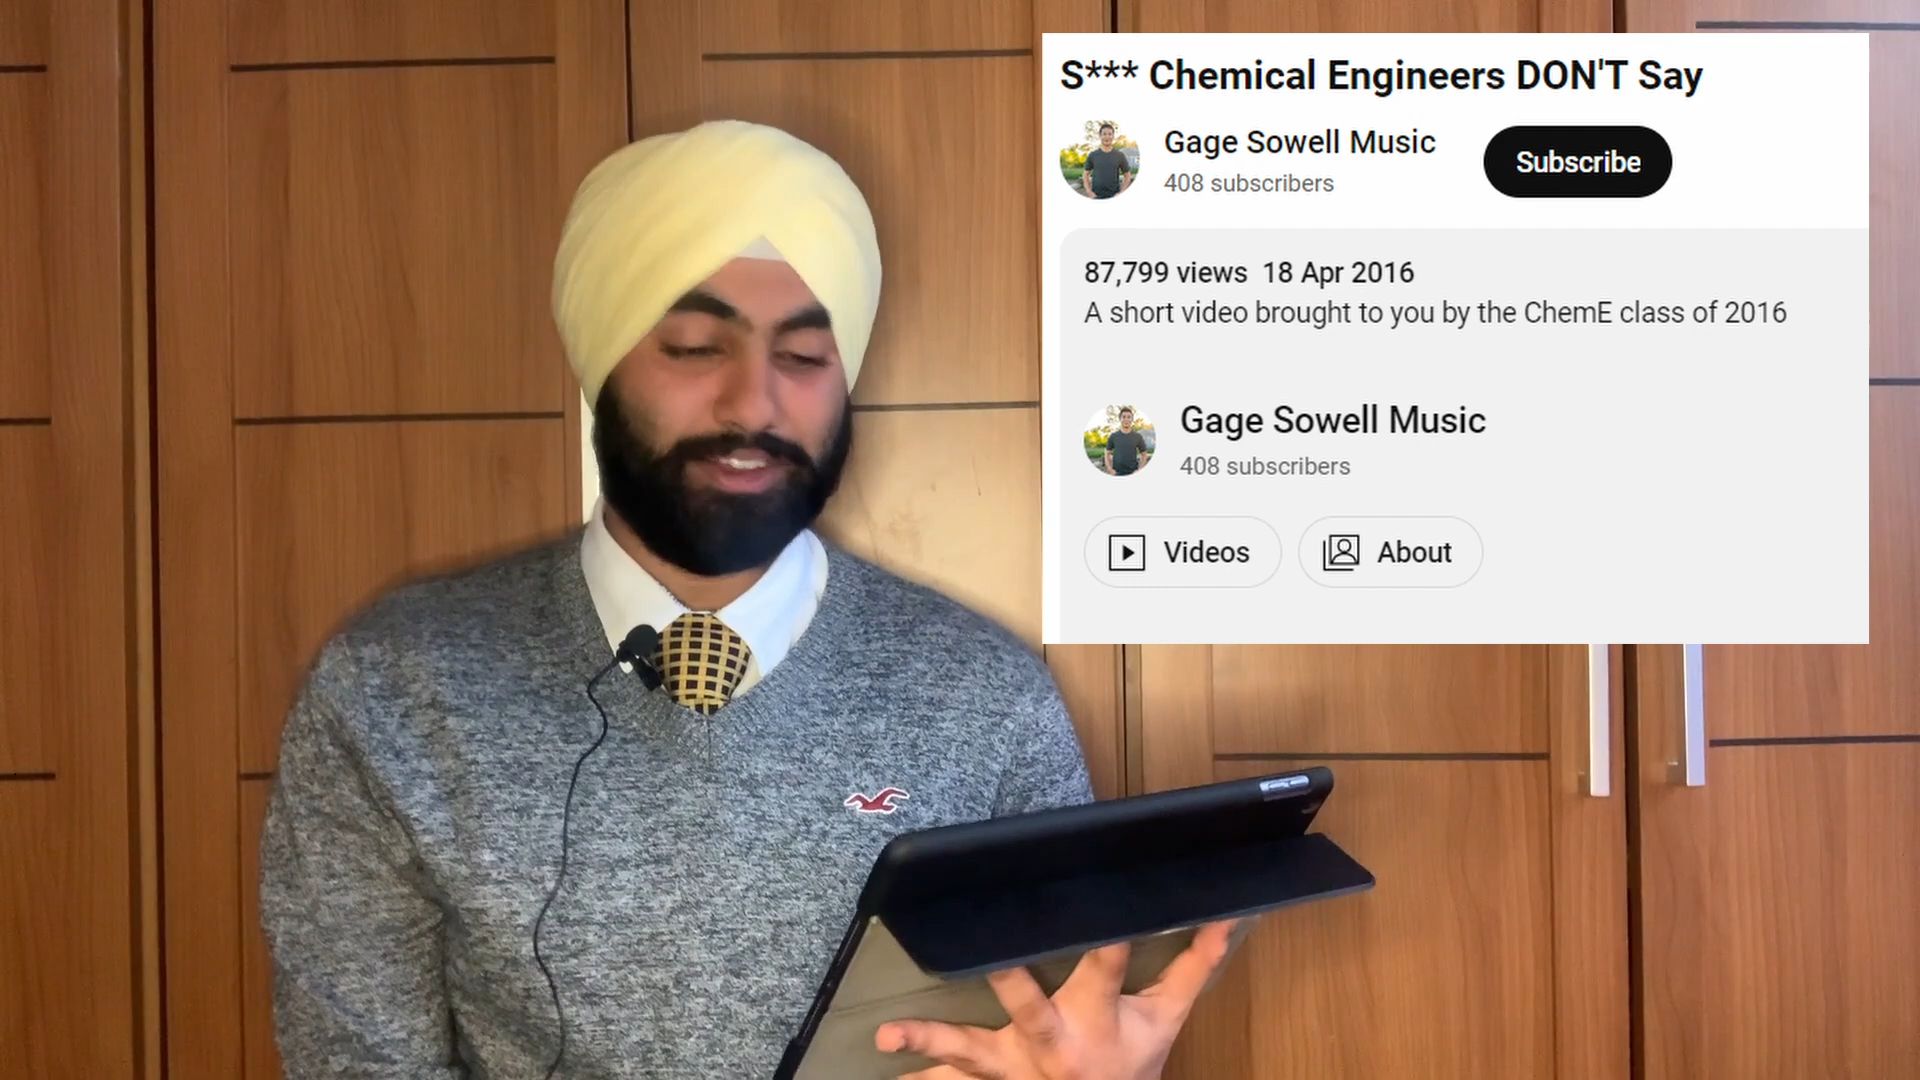 S*** Chemical Engineers DON'T Say
Gage Sowell Music
408 subscribers
Subscribe
87,799 views 18 Apr 2016
A short video brought to you by the ChemE class of 2016
Gage Sowell Music
408 subscribers
Videos
About